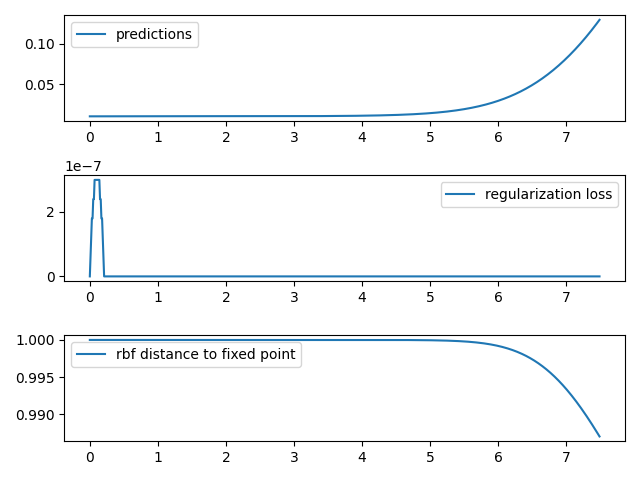 predictions
0.10
0.05
0 1 2 3 4 5 6 7
1e−7
regularization loss
2
0
0 1 2 3 4 5 6 7
1.000
rbf distance to fixed point
0.995
0.990
0 1 2 3 4 5 6 7